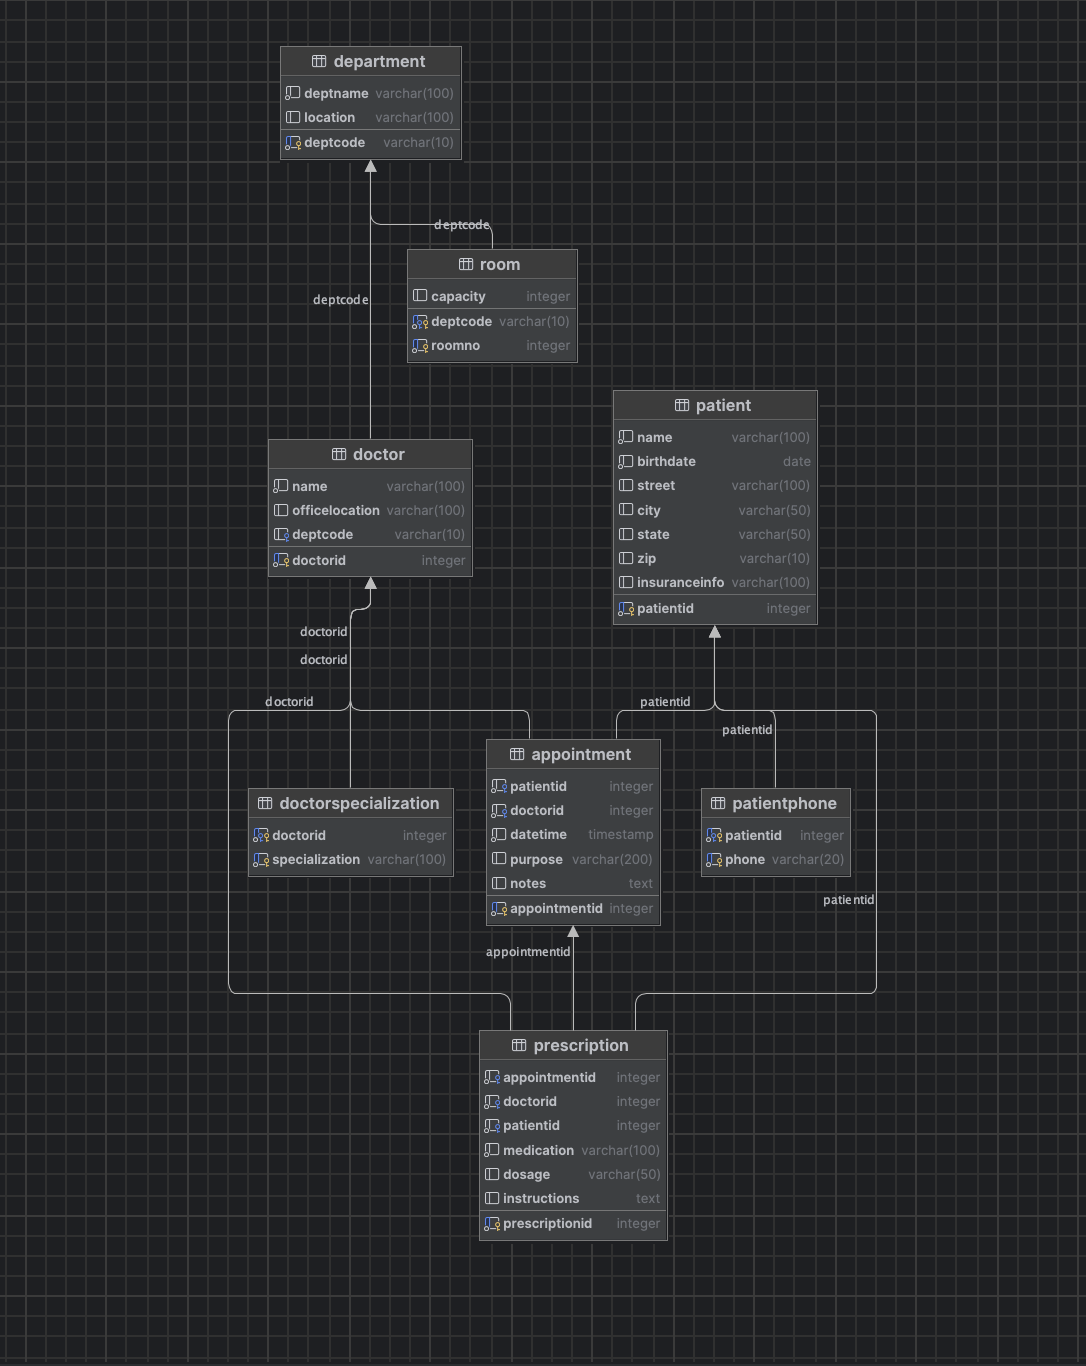 department
deptname varchar(100)
location varchar(100)
deptcode varchar(10)
deptcode
room
capacity integer
deptcode varchar(10)
roomno integer
deptcode
patient
name varchar(100)
birthdate date
street varchar(100)
city varchar(50)
state varchar(50)
zip varchar(10)
insuranceinfo varchar(100)
patientid integer
doctor
name varchar(100)
officelocation varchar(100)
deptcode varchar(10)
doctorid integer
doctorid
doctorid
doctorid
patientid
patientid
appointment
patientid integer
doctorid integer
datetime timestamp
purpose varchar(200)
notes text
appointmentid integer
doctorspecialization
doctorid integer
specialization varchar(100)
patientphone
patientid integer
phone varchar(20)
patientid
appointmentid
prescription
appointmentid integer
doctorid integer
patientid integer
medication varchar(100)
dosage varchar(50)
instructions text
prescriptionid integer